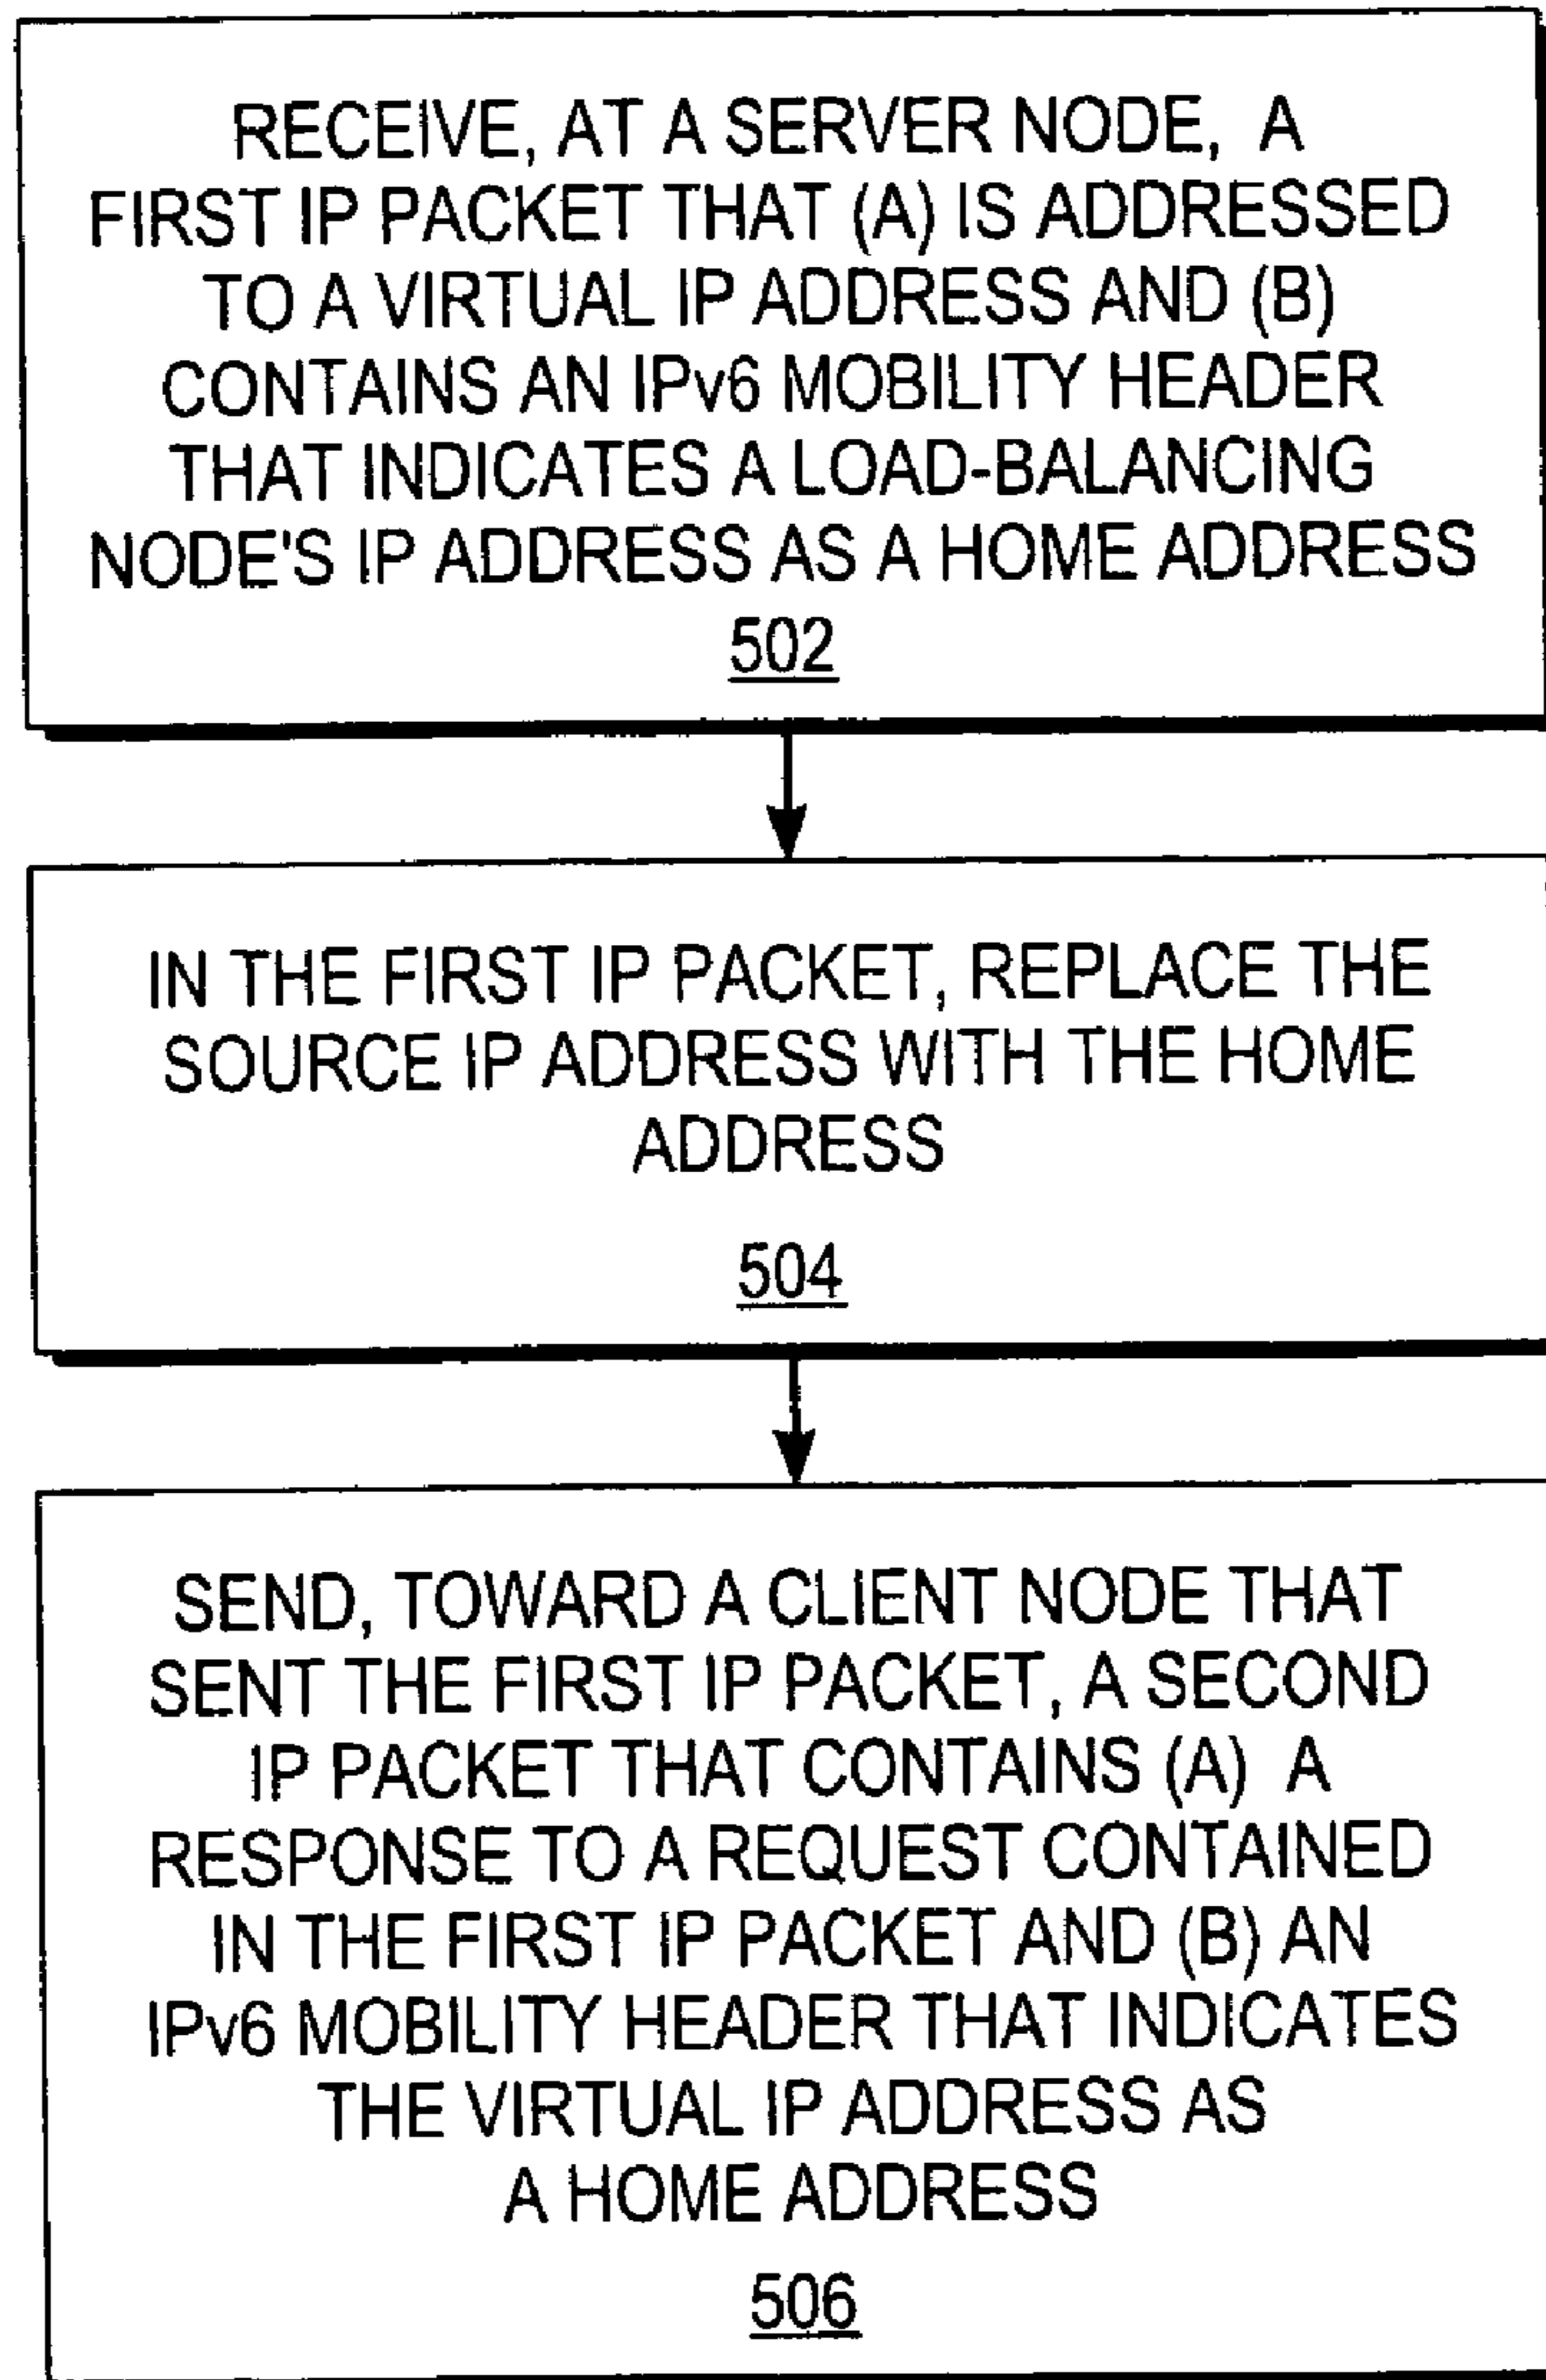 RECEIVE, AT A SERVER NODE, A
FIRST IP PACKET THAT (A) IS ADDRESSED
TO A VIRTUAL IP ADDRESS AND (B)
CONTAINS AN IPv6 MOBILITY HEADER
THAT INDICATES A LOAD-BALANCING
NODE'S IP ADDRESS AS A HOME ADDRESS
502
IN THE FIRST IP PACKET, REPLACE THE
SOURCE IP ADDRESS WITH THE HOME
ADDRESS
504
SEND, TOWARD A CLIENT NODE THAT
SENT THE FIRST IP PACKET, A SECOND
IP PACKET THAT CONTAINS (A) A
RESPONSE TO A REQUEST CONTAINED
IN THE FIRST IP PACKET AND (B) AN
IPv6 MOBILITY HEADER THAT INDICATES
THE VIRTUAL IP ADDRESS AS
A HOME ADDRESS
506